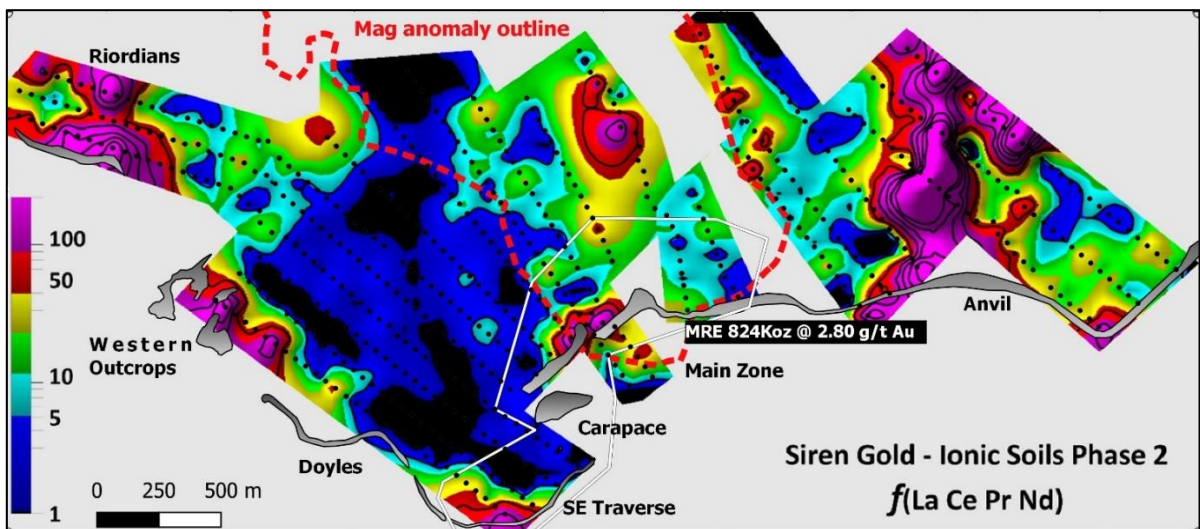 Mag anomaly outline
Riordians
100
50
10
5
1
Western
Outcrops
Anvil
MRE 824Koz @ 2.80 g/t Au
Main Zone
Carapace
Doyles
SE Traverse
0 250 500 m
Siren Gold - Ionic Soils Phase 2
f(La Ce Pr Nd)